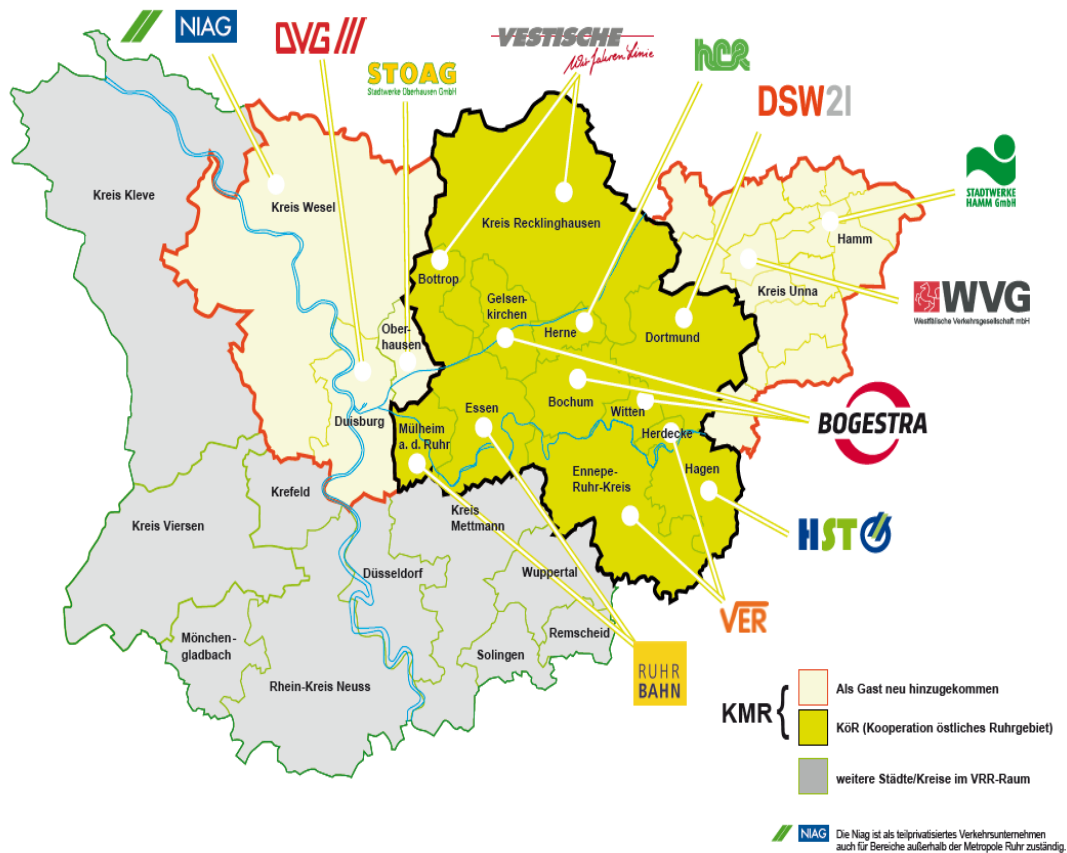 NIAG
DVG
STOAG
Stadtwerke Oberhausen GmbH
VESTISCHE
Wir fahren Linie
hcr
DSW21
STADTWERKE
HAMM GmbH
WVG
Westfälische Verkehrsgesellschaft mbH
BOGESTRA
HST
VER
RUHR
BAHN
Kreis Kleve
Kreis Wesel
Kreis Recklinghausen
Hamm
Kreis Unna
Bottrop
Gelsen-
kirchen
Ober-
hausen
Herne
Dortmund
Duisburg
Essen
Bochum
Witten
Mülheim
a. d. Ruhr
Herdecke
Hagen
Ennepe-
Ruhr-Kreis
Krefeld
Kreis Viersen
Kreis
Mettmann
Düsseldorf
Wuppertal
Mönchen-
gladbach
Remscheid
Solingen
Rhein-Kreis Neuss
KMR {
Als Gast neu hinzugekommen
KöR (Kooperation östliches Ruhrgebiet)
weitere Städte/Kreise im VRR-Raum
NIAG
Die Niag ist als teilprivatisiertes Verkehrsunternehmen
auch für Bereiche außerhalb der Metropole Ruhr zuständig.